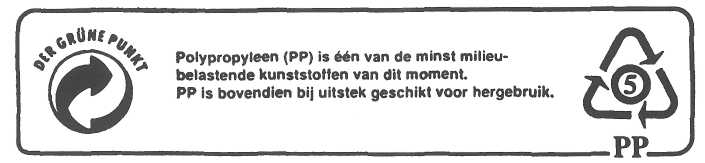 DER GRÜNE PUNKT
Polypropyleen (PP) is één van de minst milieu-
belastende kunststoffen van dit moment.
PP is bovendien bij uitstek geschikt voor hergebruik.
5
PP